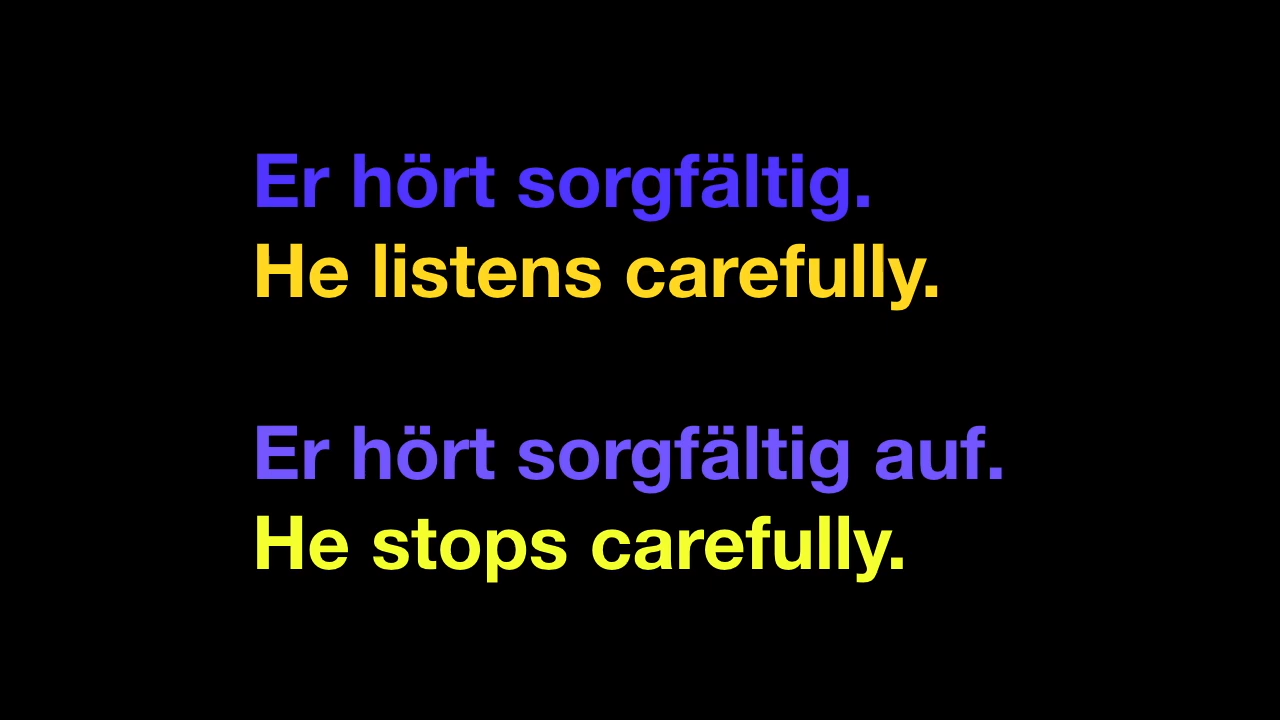 Er hört sorgfältig.
He listens carefully.
Er hört sorgfältig auf.
He stops carefully.